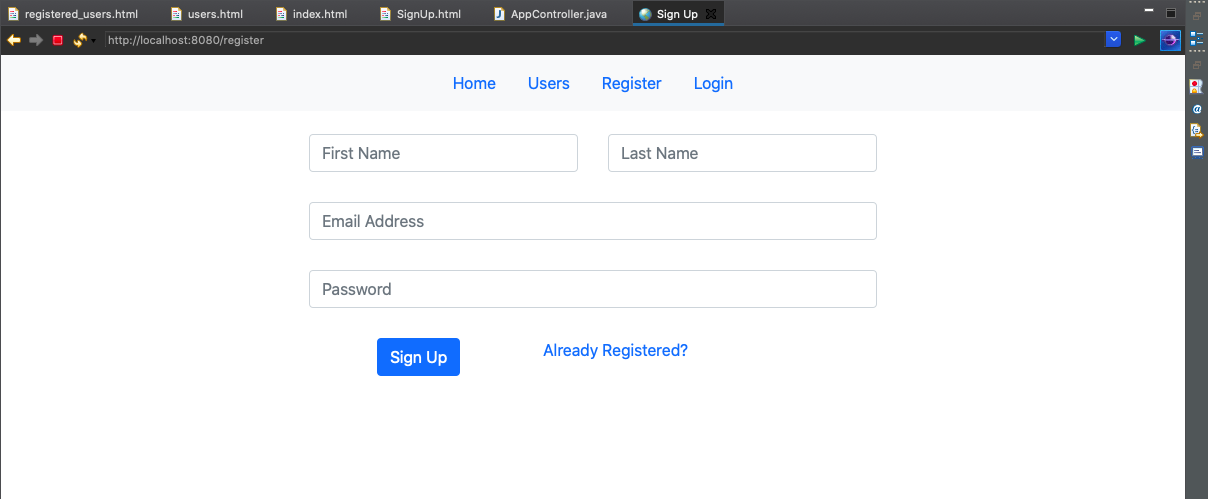 registered_users.html users.html index.html SignUp.html AppController.java Sign Up
http://localhost:8080/register
Home Users Register Login
First Name Last Name
Email Address
Password
Sign Up Already Registered?